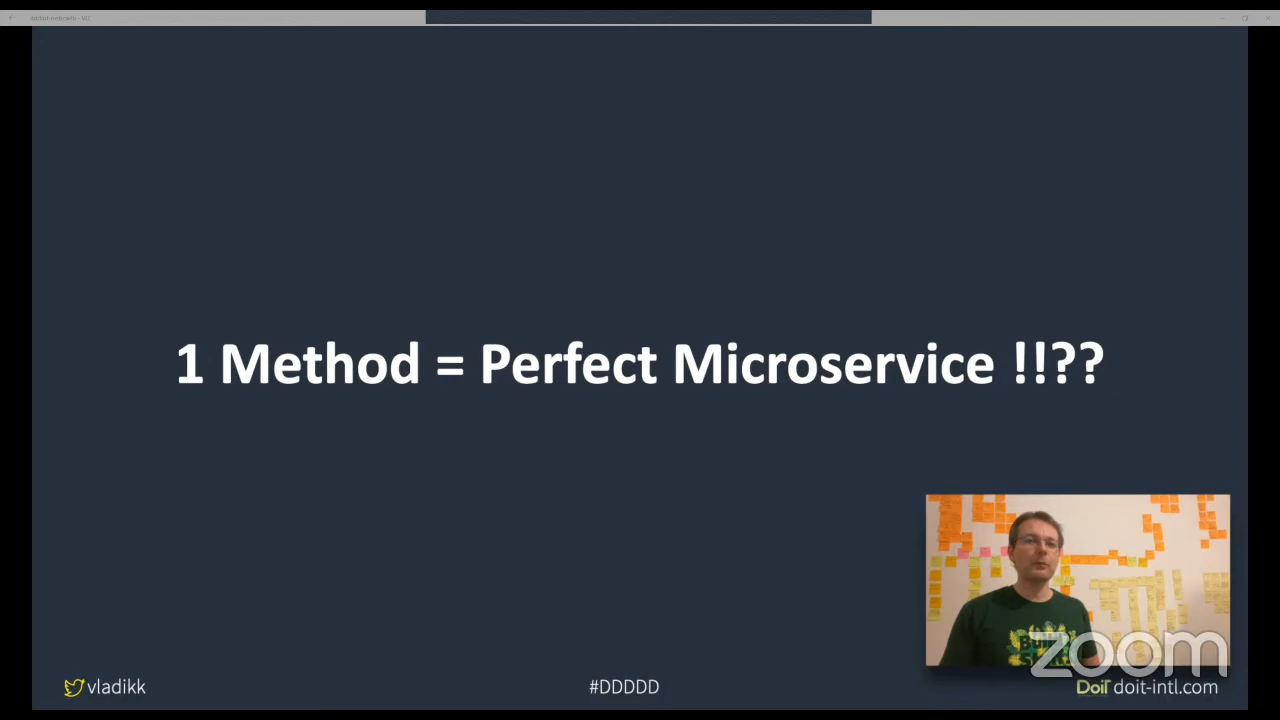 1 Method = Perfect Microservice !!??
zoom
vladikk
#DDDDD
DoiT doit-intl.com